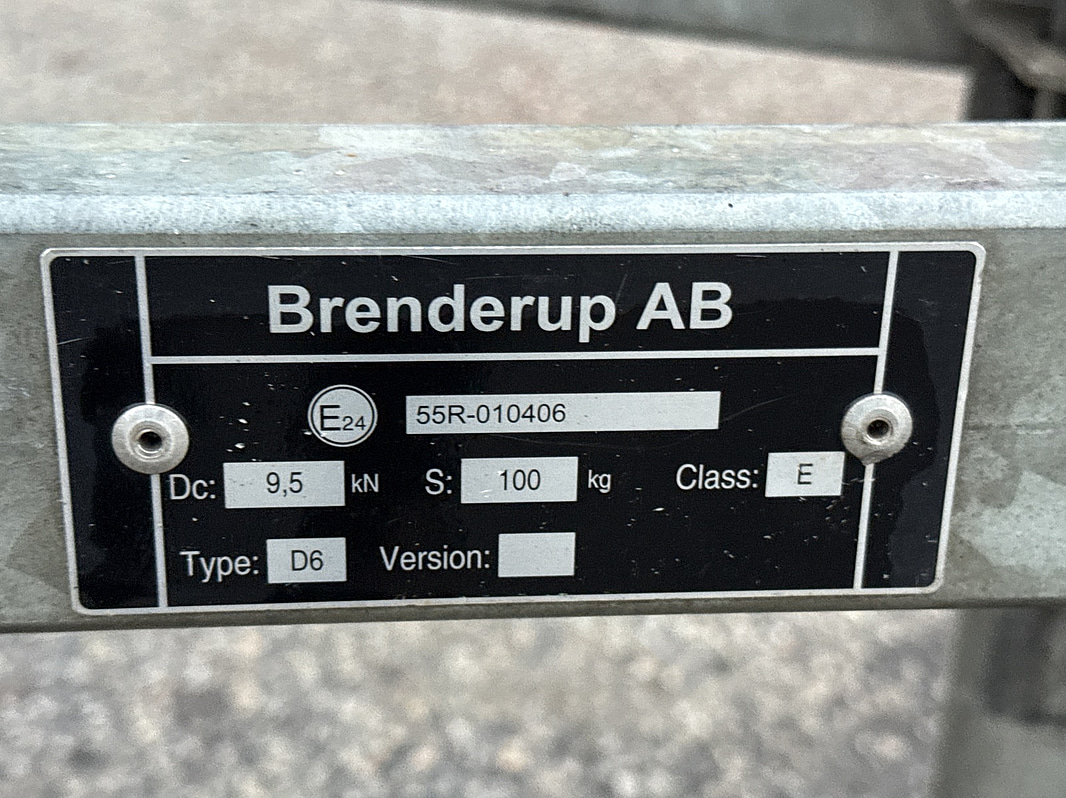 Brenderup AB
E24 55R-010406
Dc: 9,5 kN S: 100 kg Class: E
Type: D6 Version: